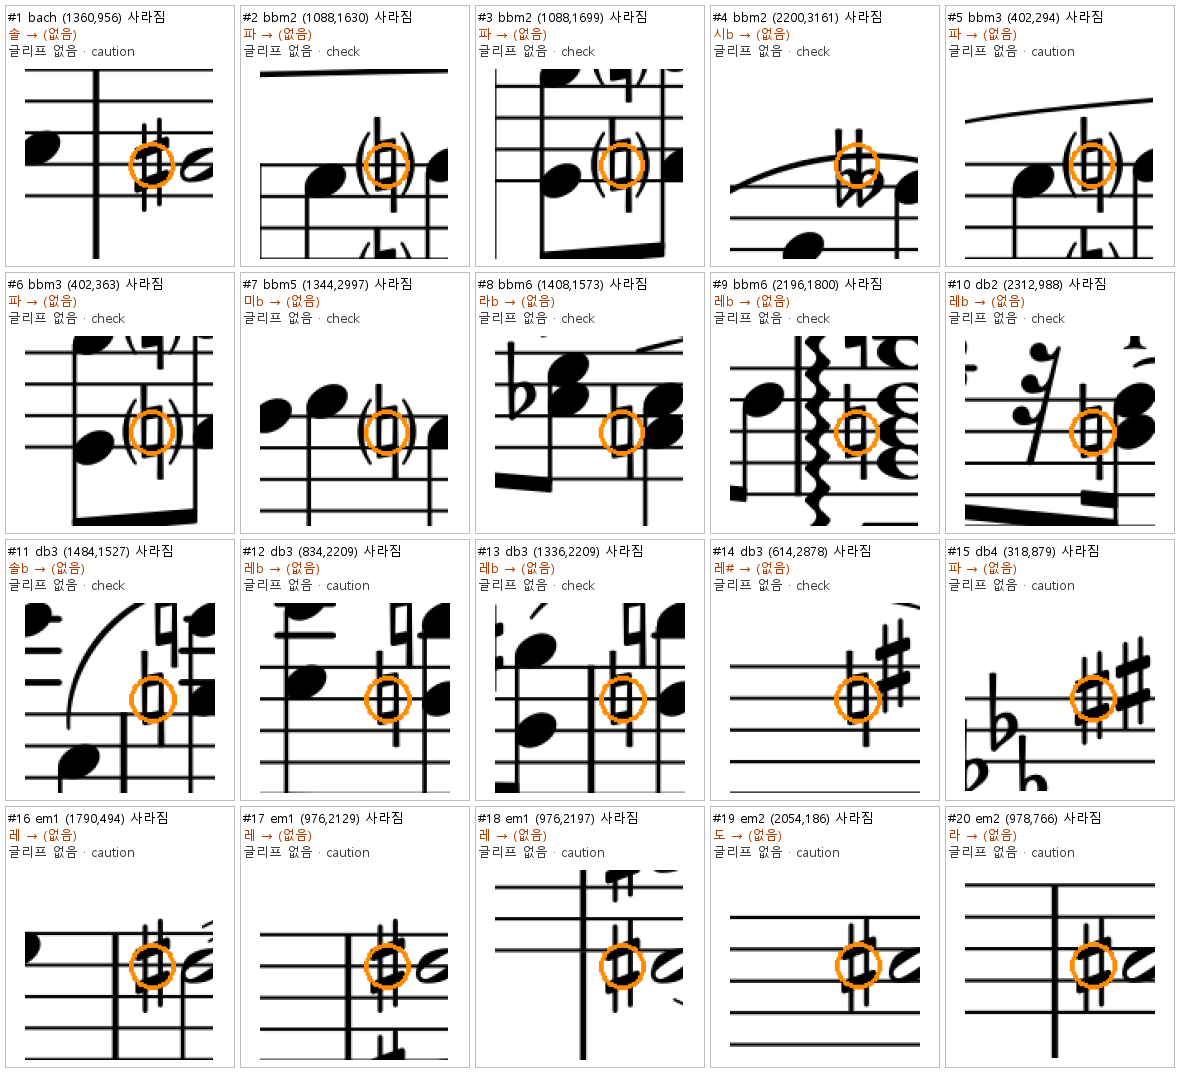 #1 bach (1360,956) 사라짐
솔 → (없음)
글리프 없음 · caution
#2 bbm2 (1088,1630) 사라짐
파 → (없음)
글리프 없음 · check
#3 bbm2 (1088,1699) 사라짐
파 → (없음)
글리프 없음 · check
#4 bbm2 (2200,3161) 사라짐
시b → (없음)
글리프 없음 · check
#5 bbm3 (402,294) 사라짐
파 → (없음)
글리프 없음 · caution
#6 bbm3 (402,363) 사라짐
파 → (없음)
글리프 없음 · check
#7 bbm5 (1344,2997) 사라짐
미b → (없음)
글리프 없음 · check
#8 bbm6 (1408,1573) 사라짐
라b → (없음)
글리프 없음 · check
#9 bbm6 (2196,1800) 사라짐
레b → (없음)
글리프 없음 · check
#10 db2 (2312,988) 사라짐
레b → (없음)
글리프 없음 · check
#11 db3 (1484,1527) 사라짐
솔b → (없음)
글리프 없음 · check
#12 db3 (834,2209) 사라짐
레b → (없음)
글리프 없음 · caution
#13 db3 (1336,2209) 사라짐
레b → (없음)
글리프 없음 · check
#14 db3 (614,2878) 사라짐
레# → (없음)
글리프 없음 · check
#15 db4 (318,879) 사라짐
파 → (없음)
글리프 없음 · caution
#16 em1 (1790,494) 사라짐
레 → (없음)
글리프 없음 · caution
#17 em1 (976,2129) 사라짐
레 → (없음)
글리프 없음 · caution
#18 em1 (976,2197) 사라짐
레 → (없음)
글리프 없음 · caution
#19 em2 (2054,186) 사라짐
도 → (없음)
글리프 없음 · caution
#20 em2 (978,766) 사라짐
라 → (없음)
글리프 없음 · caution